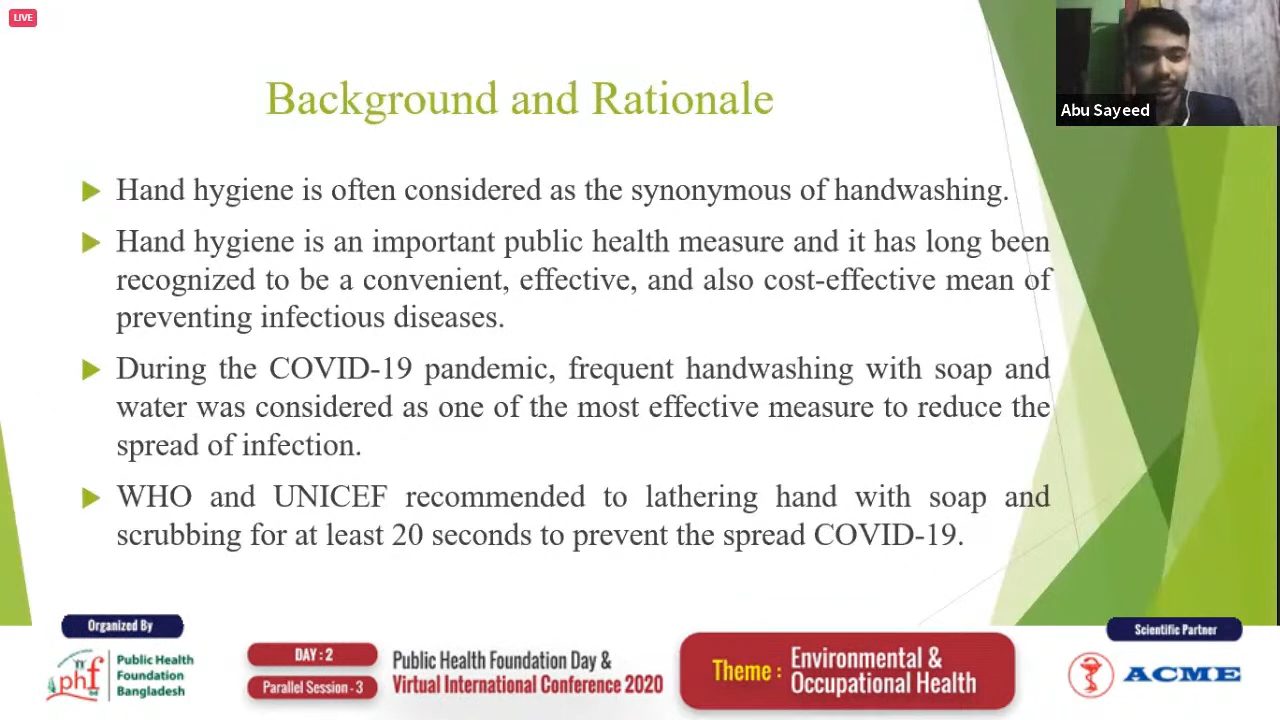 LIVE
Abu Sayeed
Background and Rationale
Hand hygiene is often considered as the synonymous of handwashing.
Hand hygiene is an important public health measure and it has long been
recognized to be a convenient, effective, and also cost-effective mean of
preventing infectious diseases.
During the COVID-19 pandemic, frequent handwashing with soap and
water was considered as one of the most effective measure to reduce the
spread of infection.
WHO and UNICEF recommended to lathering hand with soap and
scrubbing for at least 20 seconds to prevent the spread COVID-19.
Organized By
phf
Public Health
Foundation
Bangladesh
DAY : 2
Parallel Session - 3
Public Health Foundation Day &
Virtual International Conference 2020
Theme :
Environmental &
Occupational Health
Scientific Partner
ACME